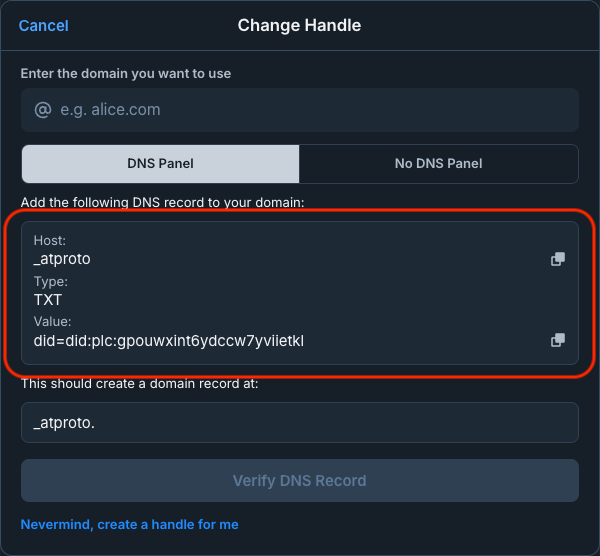 Cancel
Change Handle
Enter the domain you want to use
@ e.g. alice.com
DNS Panel
No DNS Panel
Add the following DNS record to your domain:
Host:
_atproto
Type:
TXT
Value:
did=did:plc:gpouwxint6ydccw7yviietkl
This should create a domain record at:
_atproto.
Verify DNS Record
Nevermind, create a handle for me